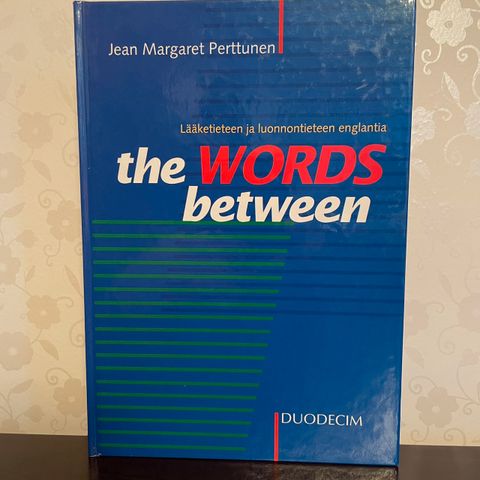 Jean Margaret Perttunen
Lääketieteen ja luonnontieteen englantia
the WORDS
between
DUODECIM